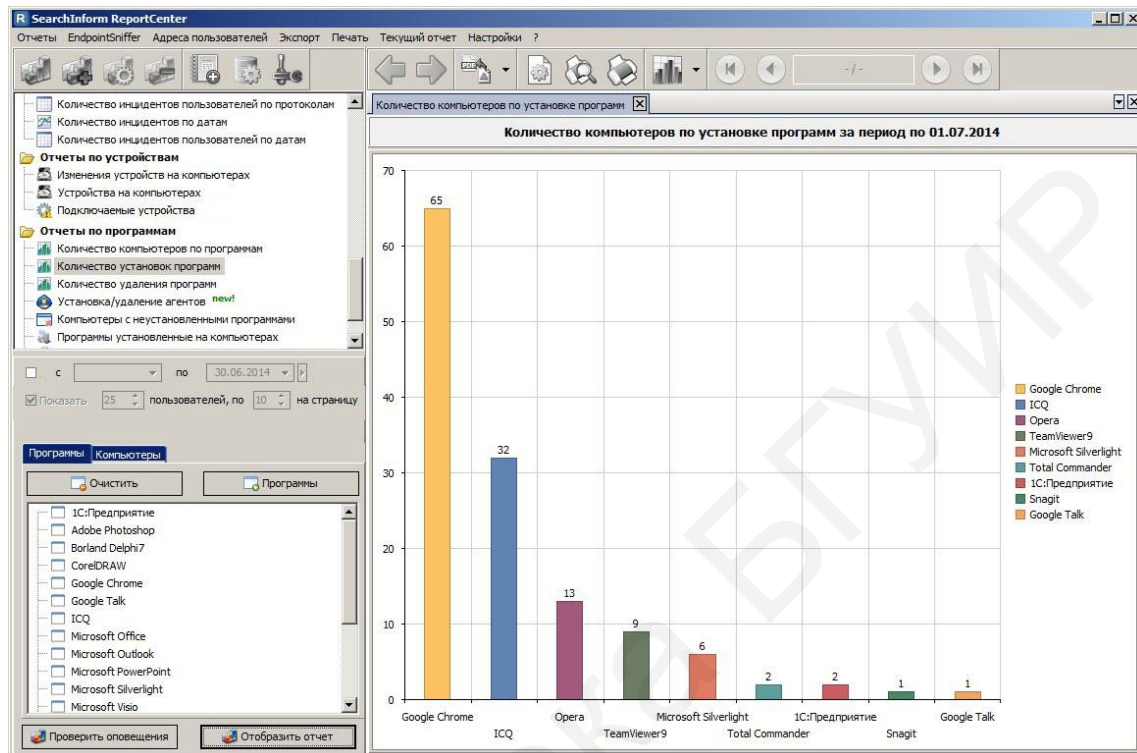 SearchInform ReportCenter
Отчеты EndpointSniffer Адреса пользователей Экспорт Печать Текущий отчет Настройки ?
PDF
-/-
Количество инцидентов пользователей по протоколам
Количество инцидентов по датам
Количество инцидентов пользователей по датам
Отчеты по устройствам
Изменения устройств на компьютерах
Устройства на компьютерах
Подключаемые устройства
Отчеты по программам
Количество компьютеров по программам
Количество установок программ
Количество удаления программ
Установка/удаление агентов new!
Компьютеры с неустановленными программами
Программы установленные на компьютерах
с по 30.06.2014
Показать 25 пользователей, по 10 на страницу
Программы Компьютеры
Очистить Программы
1С:Предприятие
Adobe Photoshop
Borland Delphi7
CorelDRAW
Google Chrome
Google Talk
ICQ
Microsoft Office
Microsoft Outlook
Microsoft PowerPoint
Microsoft Silverlight
Microsoft Visio
Проверить оповещения Отобразить отчет
Количество компьютеров по установке программ
Количество компьютеров по установке программ за период по 01.07.2014
70
60
50
40
30
20
10
0
65
32
13
9
6
2
2
1
1
Google Chrome
ICQ
Opera
TeamViewer9
Microsoft Silverlight
Total Commander
1С:Предприятие
Snagit
Google Talk
Google Chrome
ICQ
Opera
TeamViewer9
Microsoft Silverlight
Total Commander
1С:Предприятие
Snagit
Google Talk
БГУИР